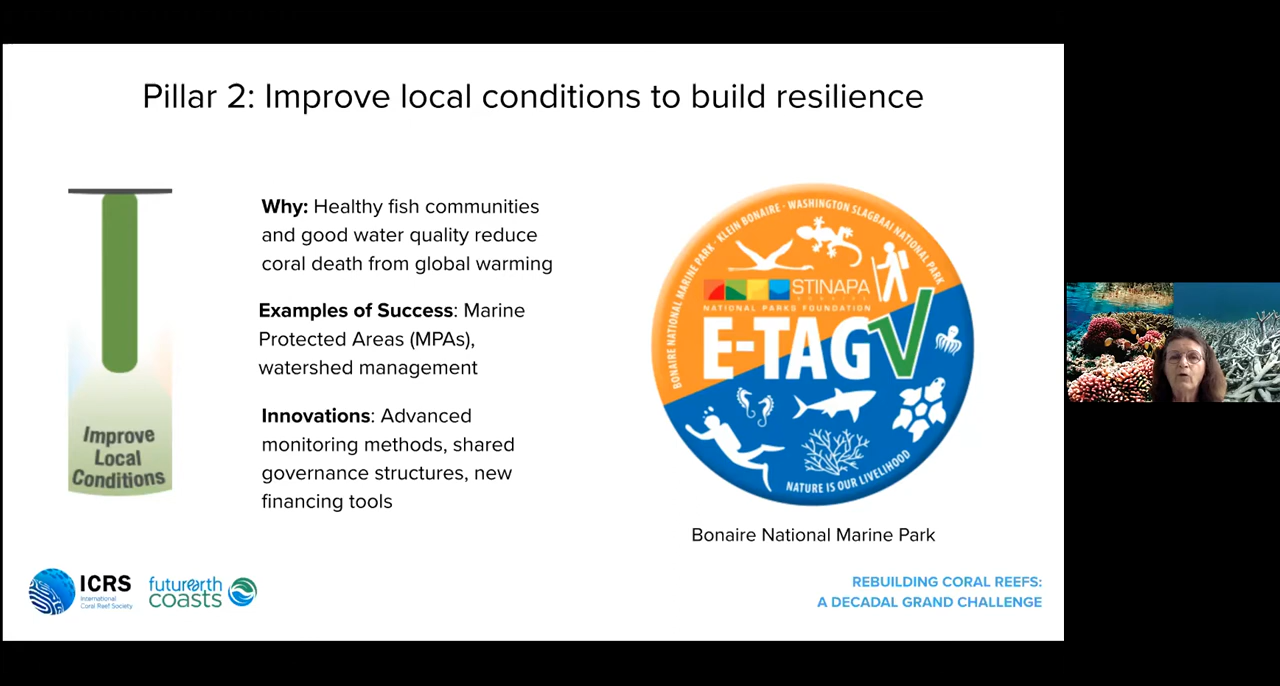 Pillar 2: Improve local conditions to build resilience
Why: Healthy fish communities
and good water quality reduce
coral death from global warming
Examples of Success: Marine
Protected Areas (MPAs),
watershed management
Innovations: Advanced
monitoring methods, shared
governance structures, new
financing tools
Improve
Local
Conditions
BONAIRE NATIONAL MARINE PARK · KLEIN BONAIRE · WASHINGTON SLAGBAAI NATIONAL PARK
STINAPA
BONAIRE
NATIONAL PARKS FOUNDATION
E-TAG
NATURE IS OUR LIVELIHOOD
Bonaire National Marine Park
ICRS
International
Coral Reef Society
futurearth
coasts
REBUILDING CORAL REEFS:
A DECADAL GRAND CHALLENGE